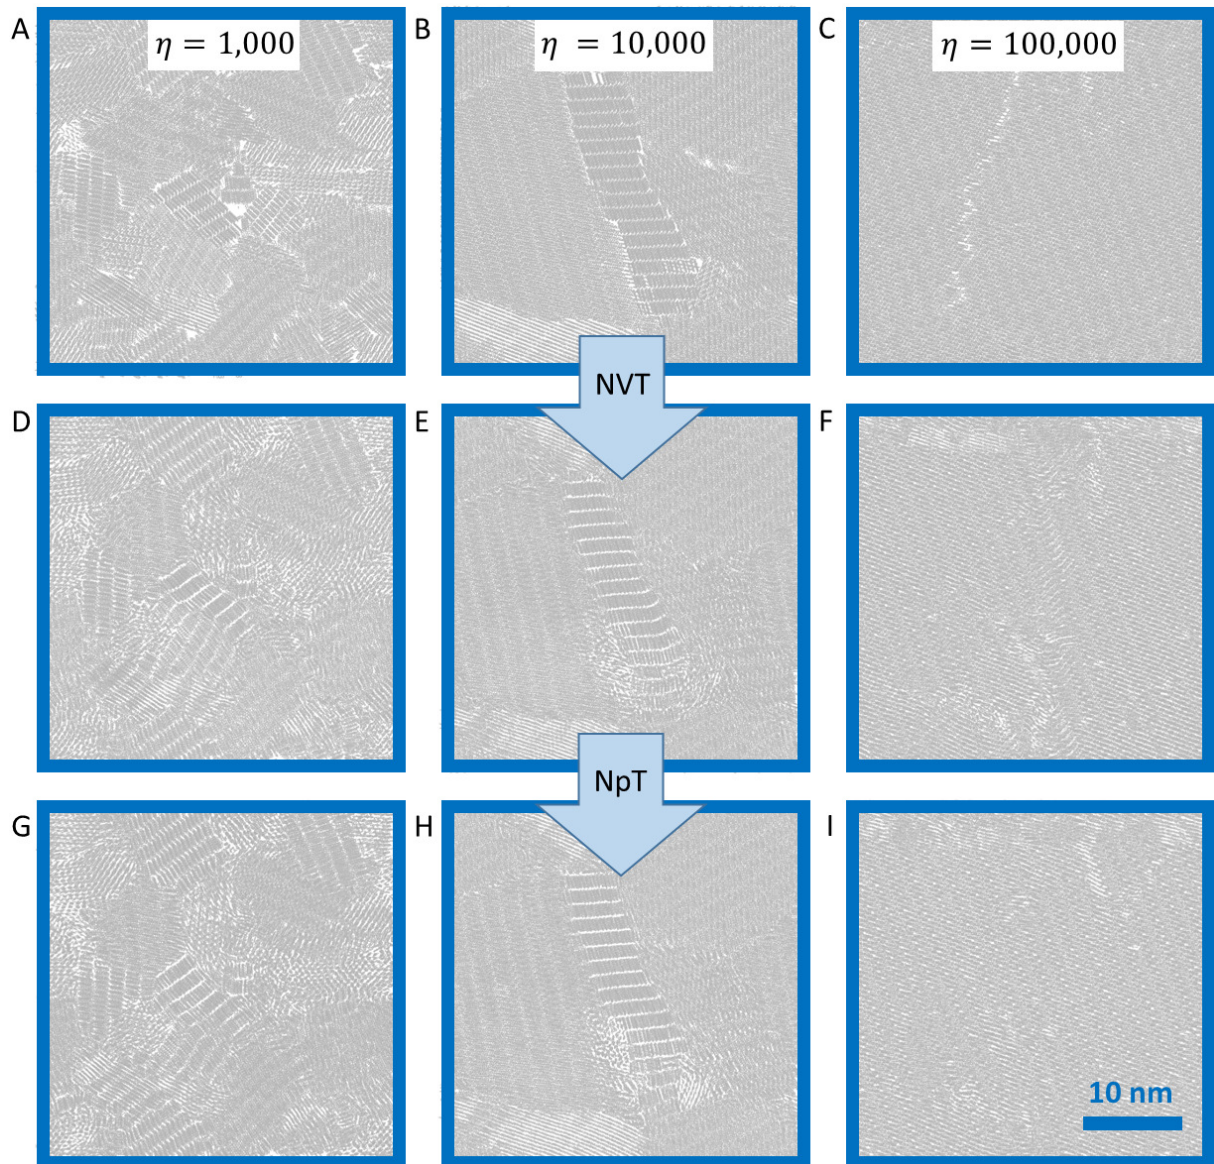 A
η = 1,000
B
η = 10,000
C
η = 100,000
NVT
D
E
F
NpT
G
H
I
10 nm